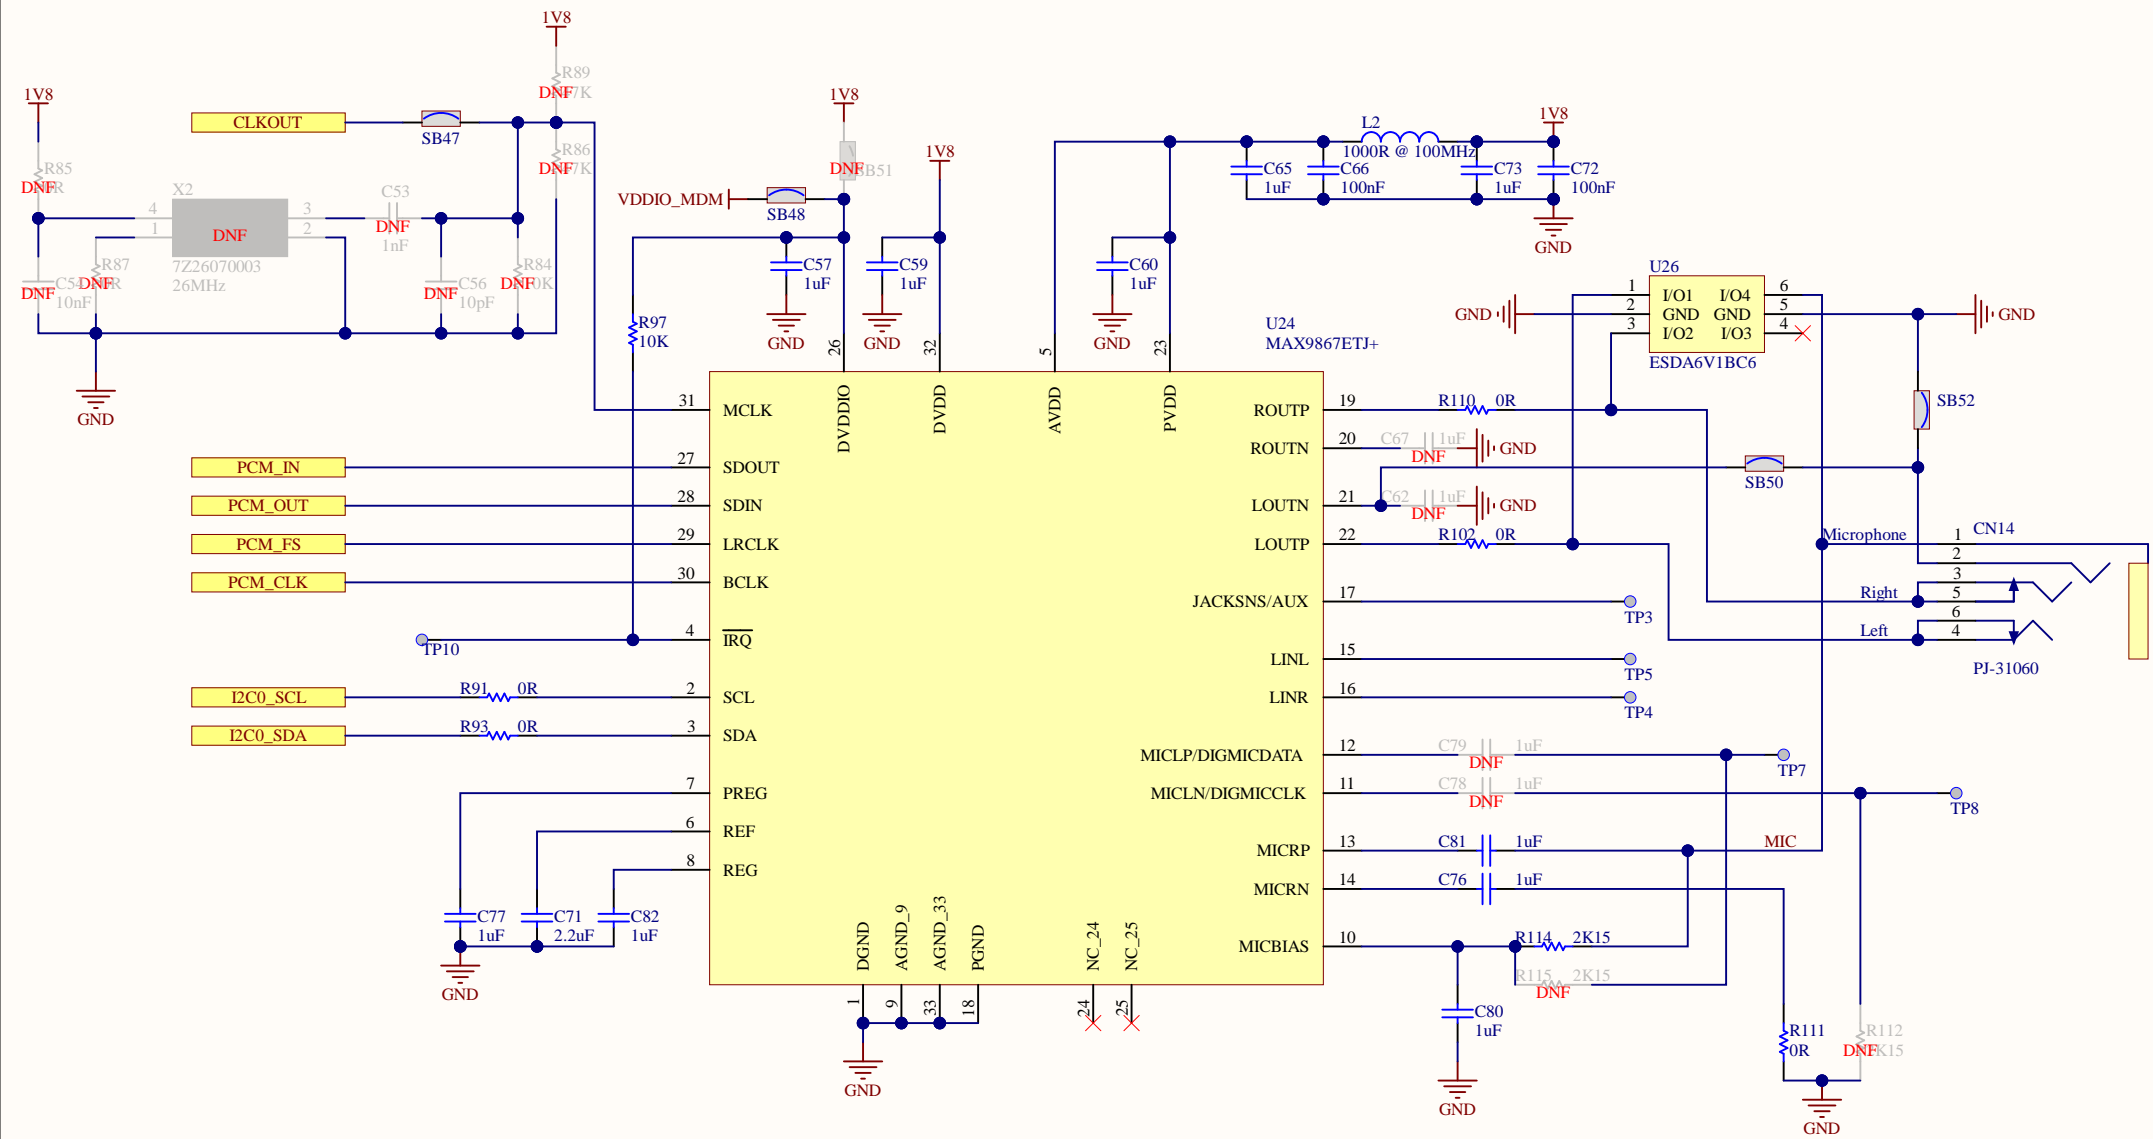 1V8
R89
DNF
7K
1V8
CLKOUT
SB47
R86
DNF
7K
R85
DNF
R
X2
4
1
3
2
DNF
7Z26070003
26MHz
C53
DNF
1nF
R87
DNF
R
DNF
10nF
C56
DNF
10pF
R84
DNF
0K
GND
1V8
DNF
SB51
VDDIO_MDM
SB48
1V8
C57
1uF
GND
C59
1uF
GND
R97
10K
C60
1uF
GND
C65
1uF
C66
100nF
L2
1000R @ 100MHz
C73
1uF
1V8
C72
100nF
GND
U26
1 I/O1 I/O4 6
2 GND GND 5
3 I/O2 I/O3 4
ESDA6V1BC6
GND
GND
U24
MAX9867ETJ+
26
DVDDIO
32
DVDD
5
AVDD
23
PVDD
31 MCLK
PCM_IN 27 SDOUT
PCM_OUT 28 SDIN
PCM_FS 29 LRCLK
PCM_CLK 30 BCLK
TP10 4 IRQ
I2C0_SCL R91 0R 2 SCL
I2C0_SDA R93 0R 3 SDA
7 PREG
6 REF
8 REG
C77
1uF
C71
2.2uF
C82
1uF
GND
DGND
1
AGND_9
9
AGND_33
33
PGND
18
GND
NC_24
24
NC_25
25
ROUTP 19 R110 0R
ROUTN 20 C67 1uF GND
DNF
SB50
SB52
LOUTN 21 C62 1uF GND
DNF
LOUTP 22 R102 0R
Microphone
Right
Left
CN14
1
2
3
5
6
4
PJ-31060
JACKSNS/AUX 17 TP3
LINL 15 TP5
LINR 16 TP4
MICLP/DIGMICDATA 12 C79 1uF
DNF
TP7
MICLN/DIGMICCLK 11 C78 1uF
DNF
TP8
MICRP 13 C81 1uF MIC
MICRN 14 C76 1uF
MICBIAS 10 R114 2K15
R115 2K15
DNF
C80
1uF
GND
R111
0R
R112
DNF
K15
GND